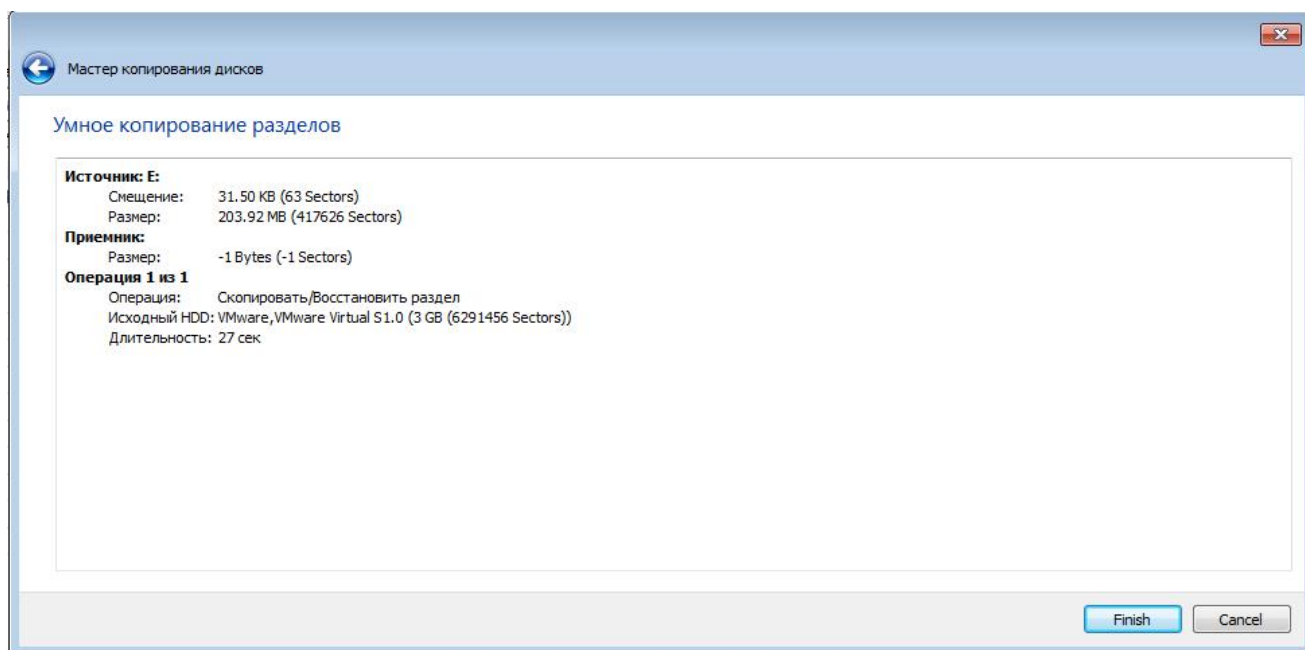 Мастер копирования дисков
Умное копирование разделов
Источник: E:
Смещение: 31.50 KB (63 Sectors)
Размер: 203.92 MB (417626 Sectors)
Приемник:
Размер: -1 Bytes (-1 Sectors)
Операция 1 из 1
Операция: Скопировать/Восстановить раздел
Исходный HDD: VMware,VMware Virtual S1.0 (3 GB (6291456 Sectors))
Длительность: 27 сек
Finish Cancel